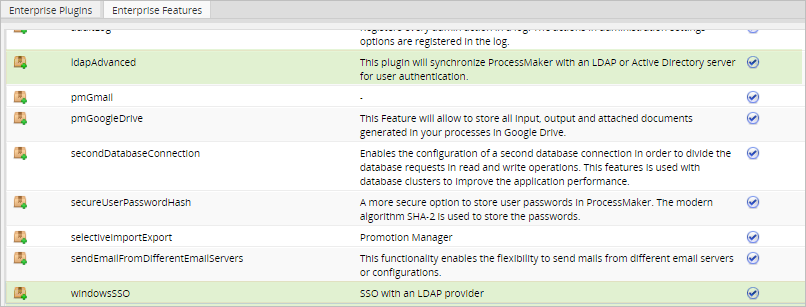 Enterprise Plugins Enterprise Features
options are registered in the log.
ldapAdvanced This plugin will synchronize ProcessMaker with an LDAP or Active Directory server
for user authentication.
pmGmail -
pmGoogleDrive This Feature will allow to store all input, output and attached documents
generated in your processes in Google Drive.
secondDatabaseConnection Enables the configuration of a second database connection in order to divide the
database requests in read and write operations. This features is used with
database clusters to improve the application performance.
secureUserPasswordHash A more secure option to store user passwords in ProcessMaker. The modern
algorithm SHA-2 is used to store the passwords.
selectiveImportExport Promotion Manager
sendEmailFromDifferentEmailServers This functionality enables the flexibility to send mails from different email servers
or configurations.
windowsSSO SSO with an LDAP provider